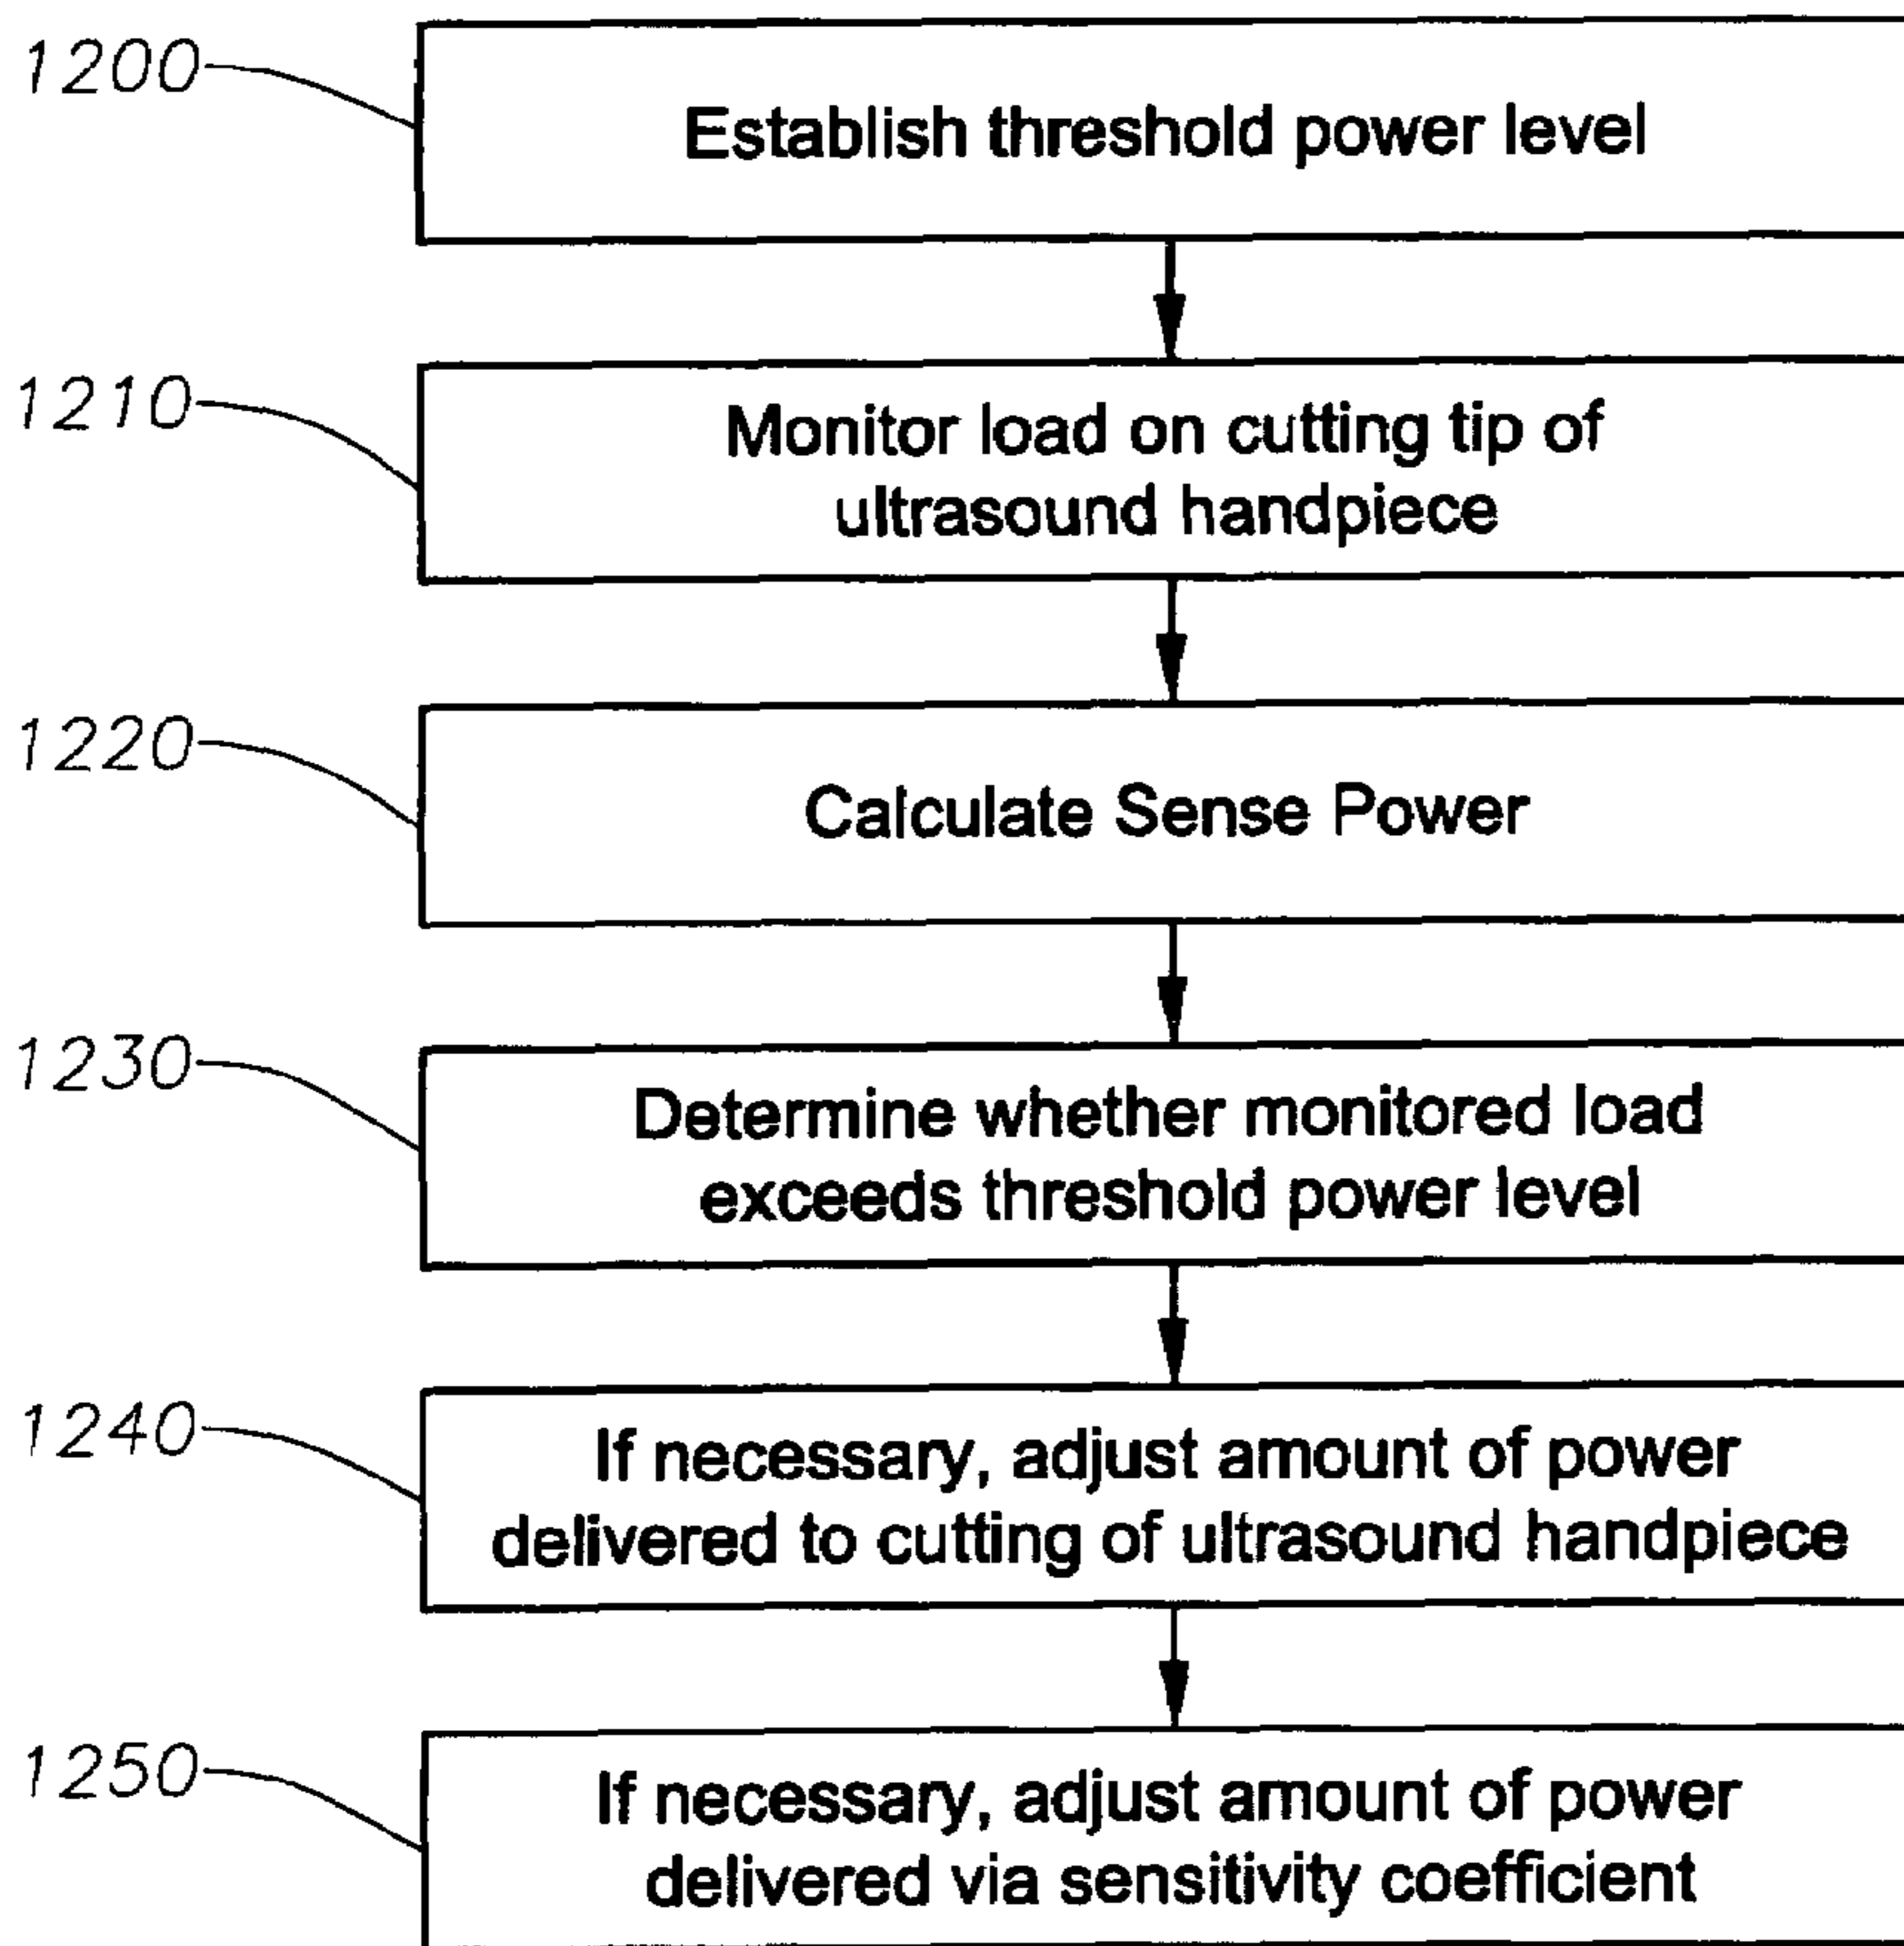 1200
Establish threshold power level
1210
Monitor load on cutting tip of
ultrasound handpiece
1220
Calculate Sense Power
1230
Determine whether monitored load
exceeds threshold power level
1240
If necessary, adjust amount of power
delivered to cutting of ultrasound handpiece
1250
If necessary, adjust amount of power
delivered via sensitivity coefficient